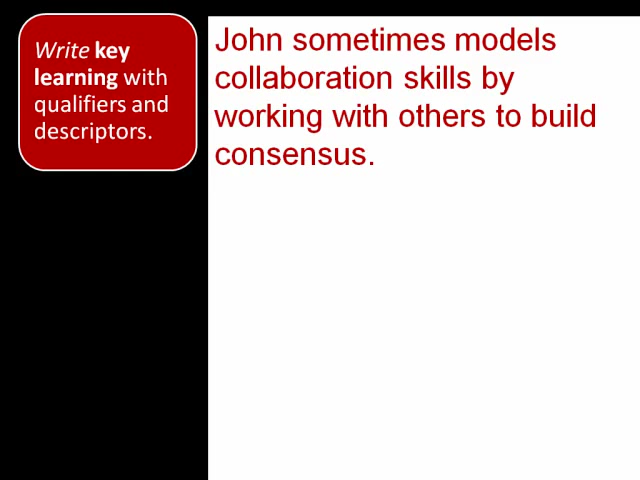 Write key
learning with
qualifiers and
descriptors.
John sometimes models
collaboration skills by
working with others to build
consensus.